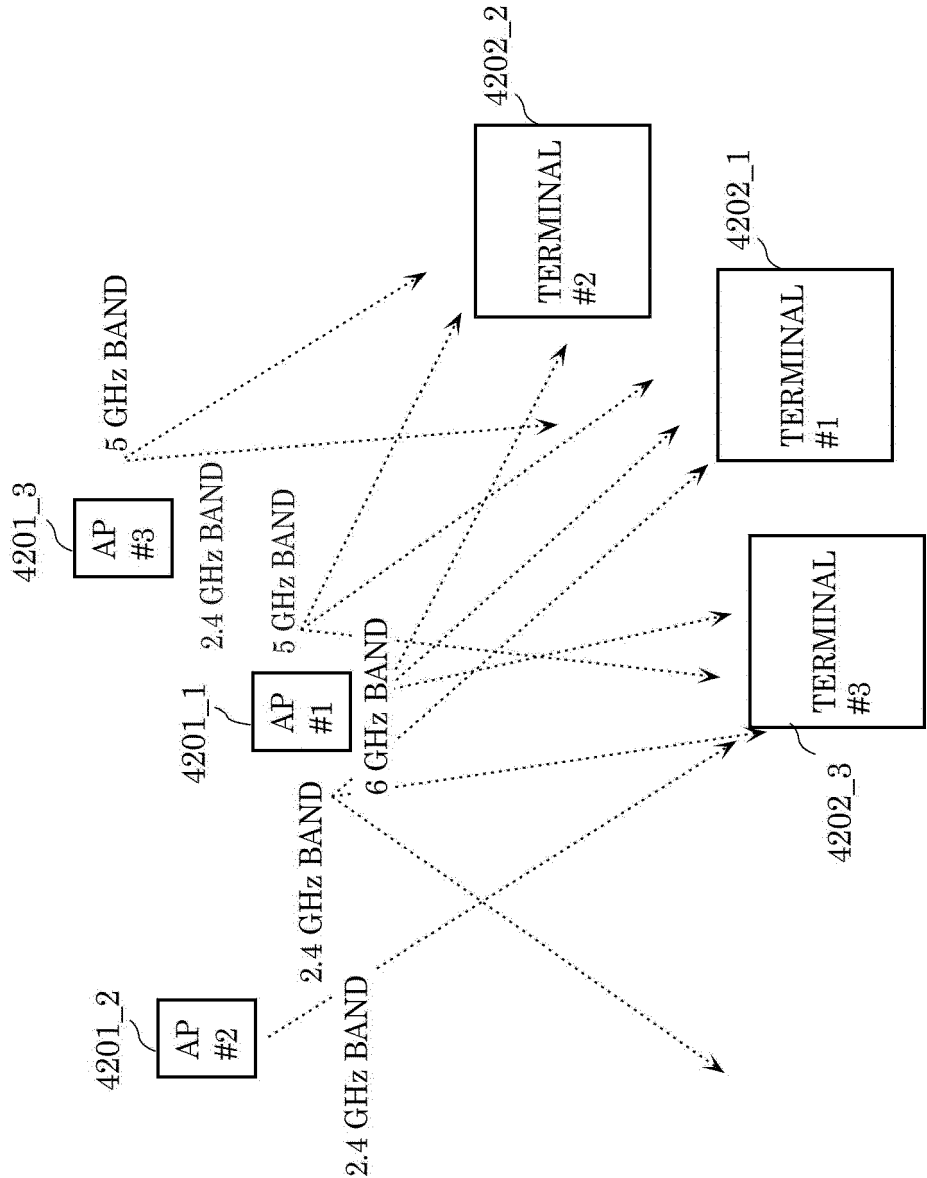 4201_3
AP
#3
5 GHz BAND
4201_2
AP
#2
4201_1
2.4 GHz BAND
AP
#1
5 GHz BAND
2.4 GHz BAND
2.4 GHz BAND
6 GHz BAND
4202_2
TERMINAL
#2
4202_1
TERMINAL
#1
TERMINAL
#3
4202_3